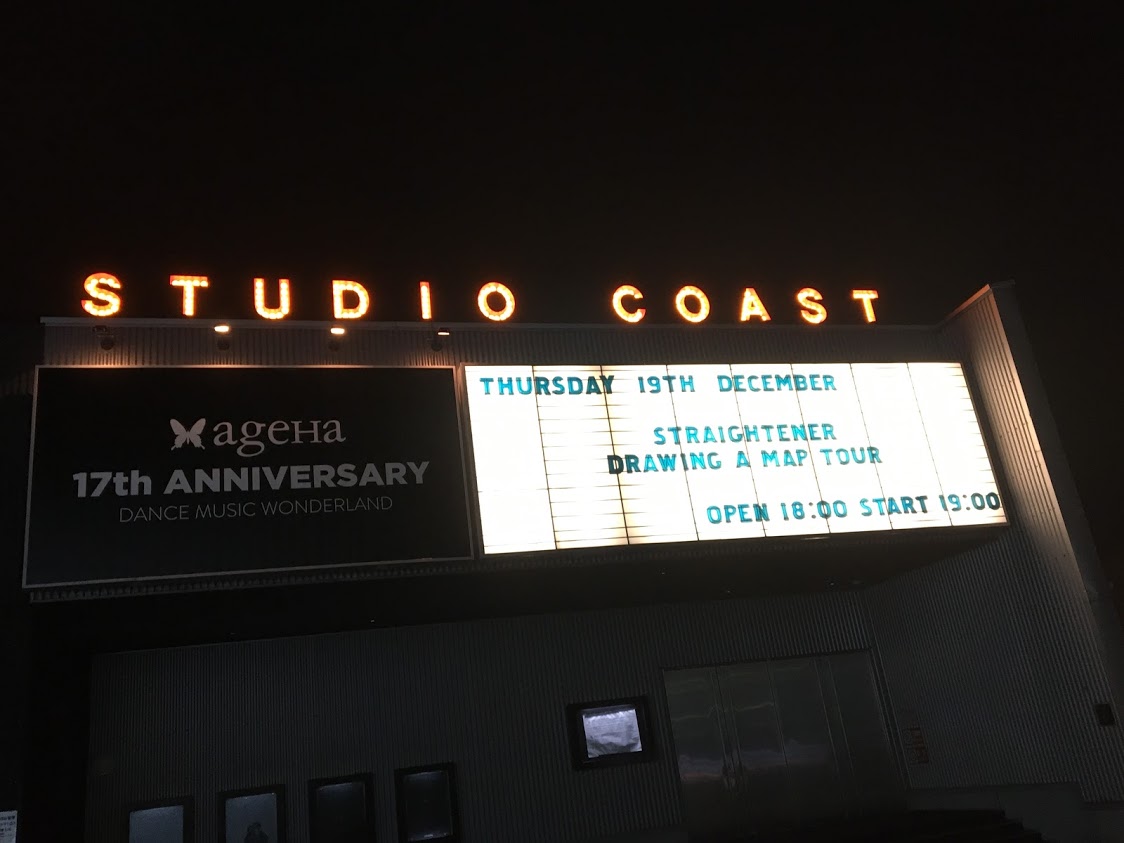 STUDIO COAST
ageHa
17th ANNIVERSARY
DANCE MUSIC WONDERLAND
THURSDAY 19TH DECEMBER
STRAIGHTENER
DRAWING A MAP TOUR
OPEN 18:00 START 19:00